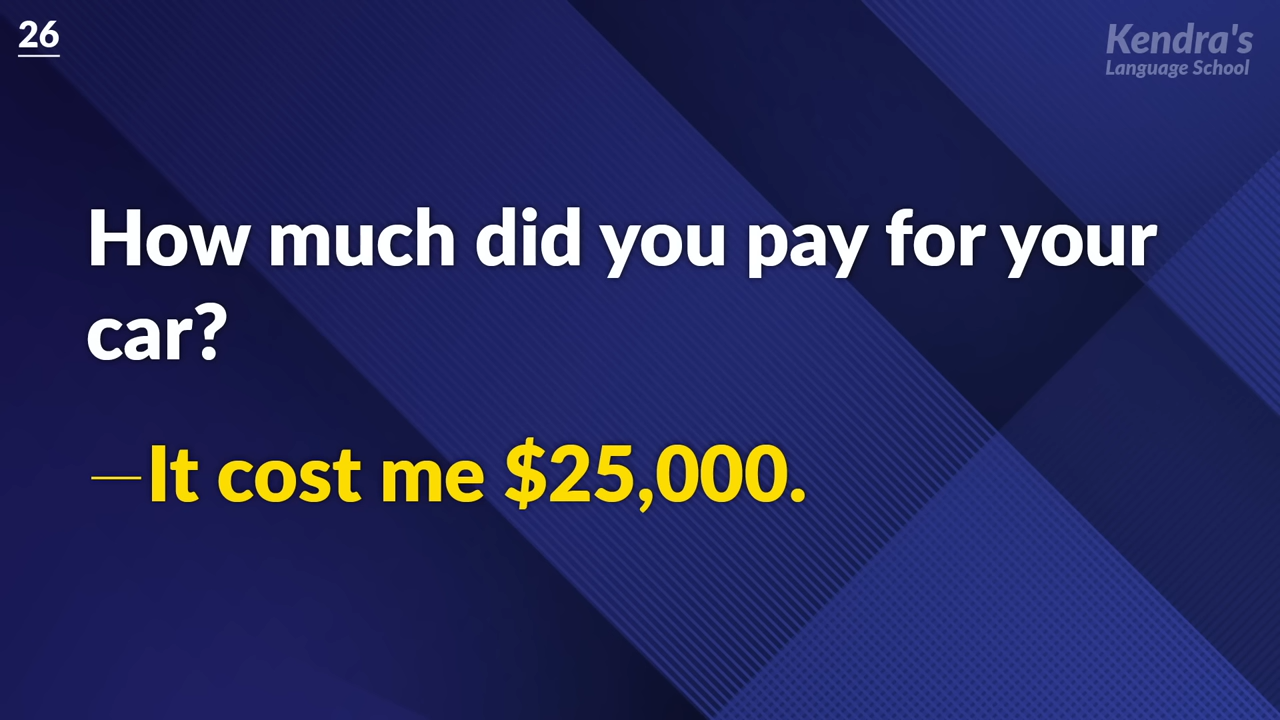 26
Kendra's
Language School
How much did you pay for your
car?
—It cost me $25,000.